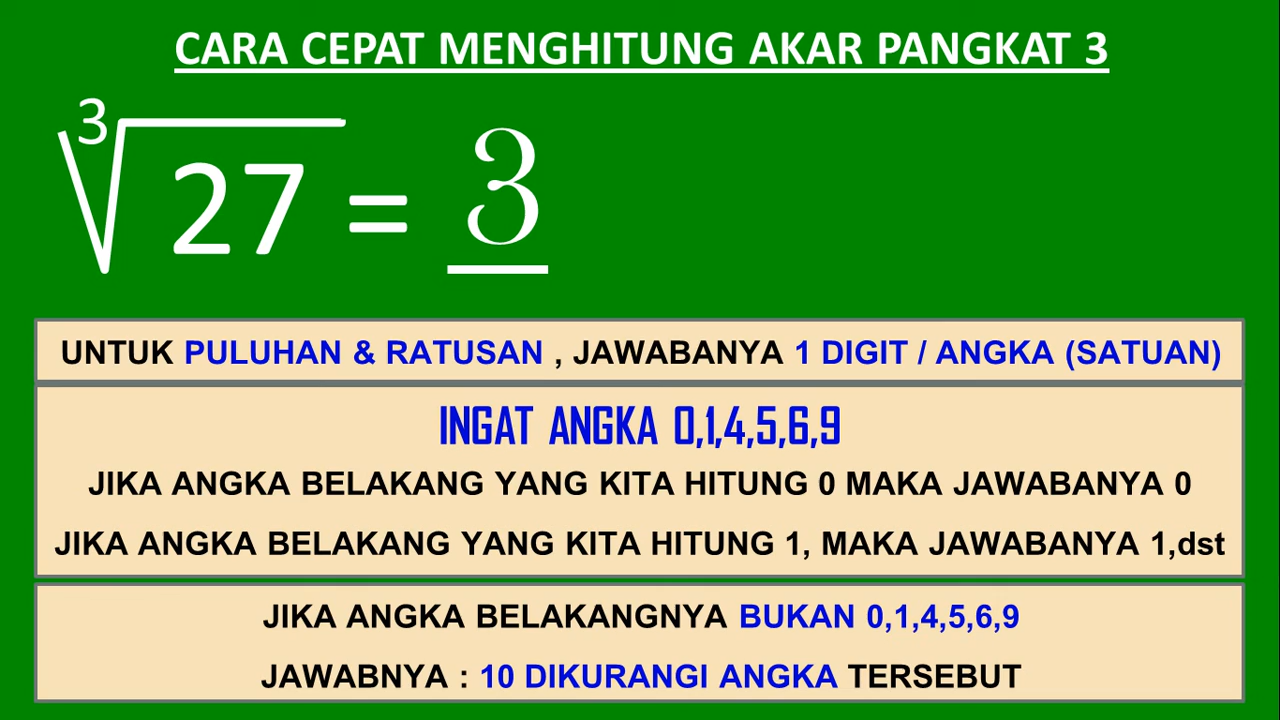 CARA CEPAT MENGHITUNG AKAR PANGKAT 3
∛27 = 3
UNTUK PULUHAN & RATUSAN , JAWABANYA 1 DIGIT / ANGKA (SATUAN)
INGAT ANGKA 0,1,4,5,6,9
JIKA ANGKA BELAKANG YANG KITA HITUNG 0 MAKA JAWABANYA 0
JIKA ANGKA BELAKANG YANG KITA HITUNG 1, MAKA JAWABANYA 1,dst
JIKA ANGKA BELAKANGNYA BUKAN 0,1,4,5,6,9
JAWABNYA : 10 DIKURANGI ANGKA TERSEBUT